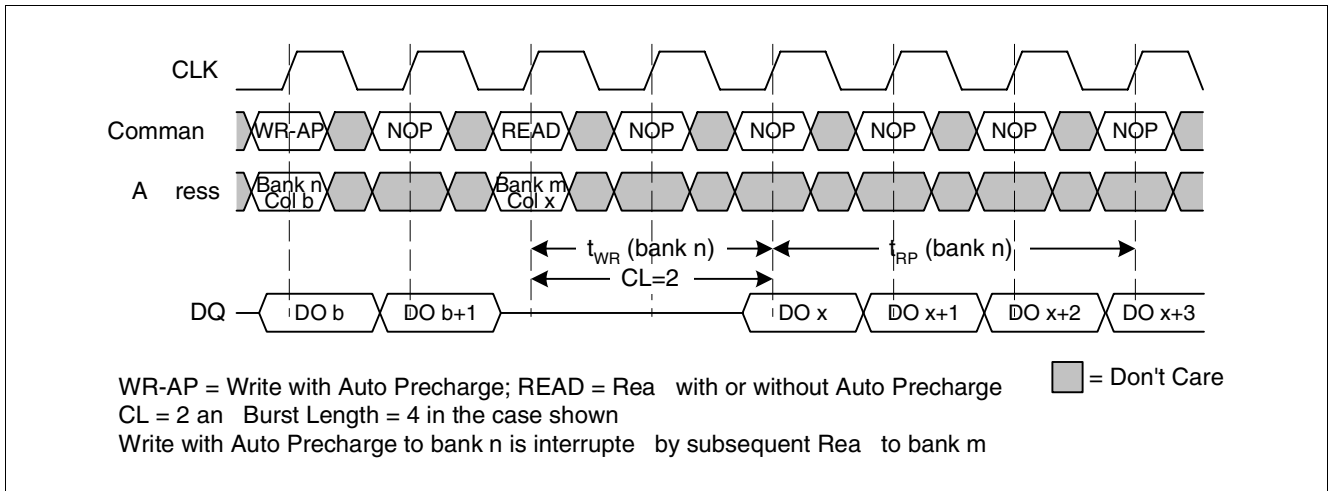 CLK
Comman
WR-AP NOP READ NOP NOP NOP NOP NOP
A ress
Bank n Bank m
Col b Col x
tWR (bank n) tRP (bank n)
CL=2
DQ
DO b DO b+1 DO x DO x+1 DO x+2 DO x+3
WR-AP = Write with Auto Precharge; READ = Rea with or without Auto Precharge
= Don't Care
CL = 2 an Burst Length = 4 in the case shown
Write with Auto Precharge to bank n is interrupte by subsequent Rea to bank m